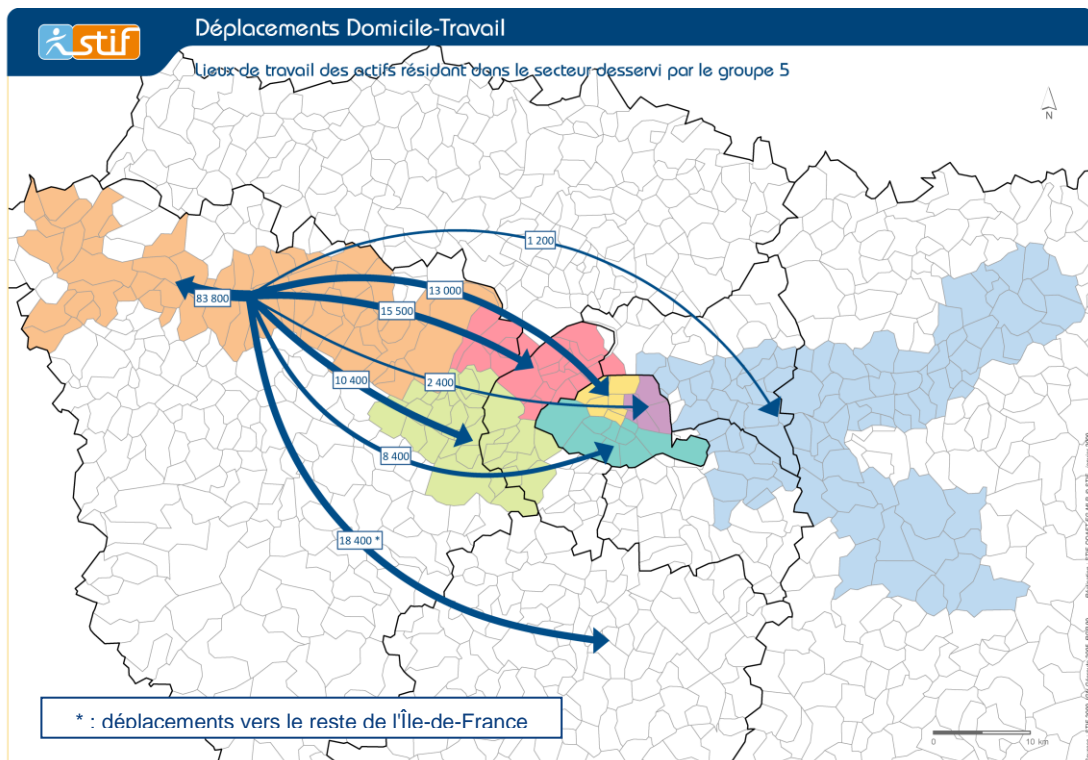 stif
Déplacements Domicile-Travail
Lieux de travail des actifs résidant dans le secteur desservi par le groupe 5
N
1 200
83 800
13 000
15 500
10 400
2 400
8 400
18 400 *
* : déplacements vers le reste de l'Île-de-France
0
10 km